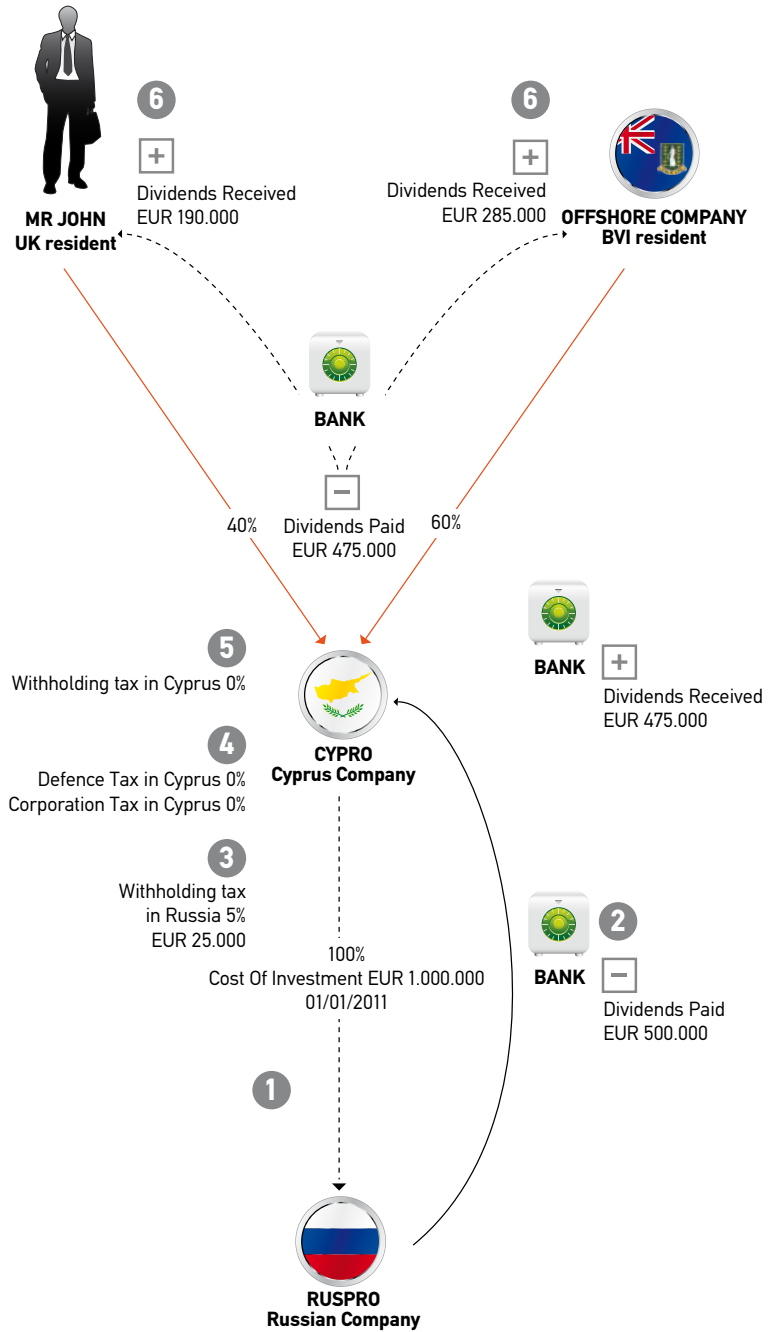 6
+
Dividends Received
EUR 190.000
MR JOHN
UK resident
6
+
Dividends Received
EUR 285.000
OFFSHORE COMPANY
BVI resident
BANK
−
Dividends Paid
EUR 475.000
40%
60%
5
Withholding tax in Cyprus 0%
BANK
+
Dividends Received
EUR 475.000
CYPRO
Cyprus Company
4
Defence Tax in Cyprus 0%
Corporation Tax in Cyprus 0%
3
Withholding tax
in Russia 5%
EUR 25.000
100%
Cost Of Investment EUR 1.000.000
01/01/2011
2
BANK
−
Dividends Paid
EUR 500.000
1
RUSPRO
Russian Company